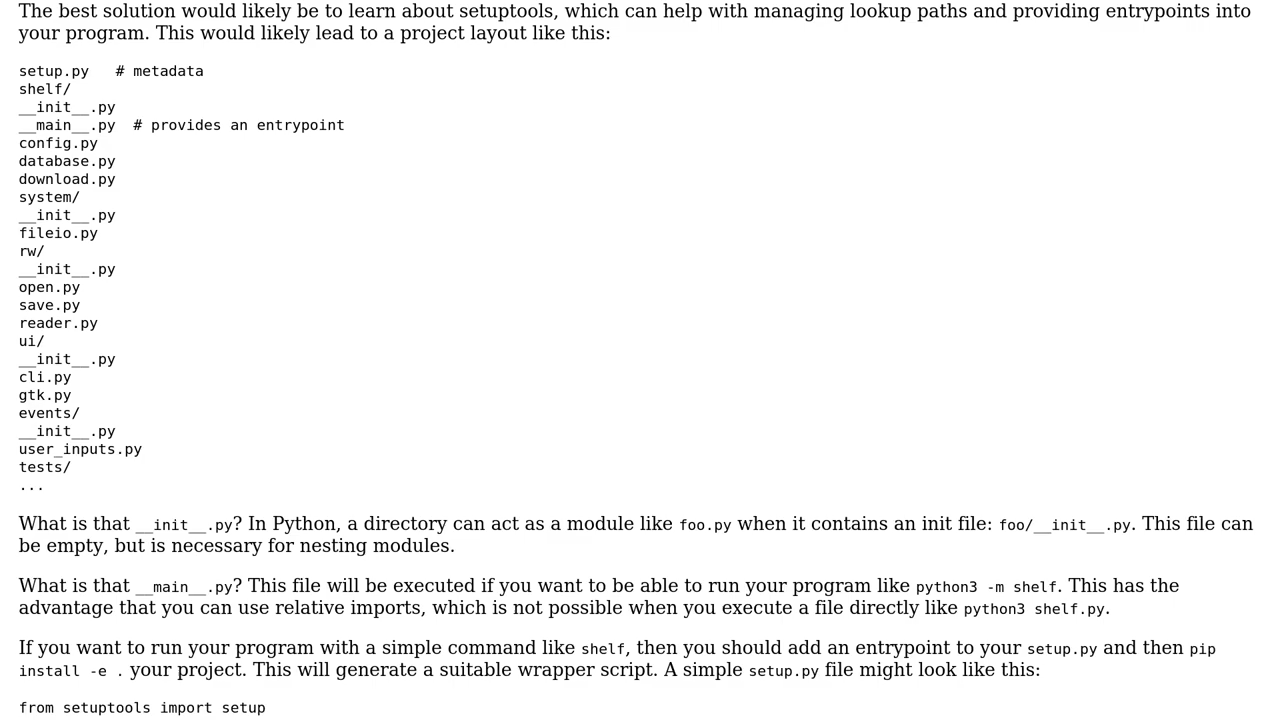 The best solution would likely be to learn about setuptools, which can help with managing lookup paths and providing entrypoints into
your program. This would likely lead to a project layout like this:
setup.py   # metadata
shelf/
__init__.py
__main__.py  # provides an entrypoint
config.py
database.py
download.py
system/
__init__.py
fileio.py
rw/
__init__.py
open.py
save.py
reader.py
ui/
__init__.py
cli.py
gtk.py
events/
__init__.py
user_inputs.py
tests/
...
What is that __init__.py? In Python, a directory can act as a module like foo.py when it contains an init file: foo/__init__.py. This file can
be empty, but is necessary for nesting modules.
What is that __main__.py? This file will be executed if you want to be able to run your program like python3 -m shelf. This has the
advantage that you can use relative imports, which is not possible when you execute a file directly like python3 shelf.py.
If you want to run your program with a simple command like shelf, then you should add an entrypoint to your setup.py and then pip
install -e . your project. This will generate a suitable wrapper script. A simple setup.py file might look like this:
from setuptools import setup